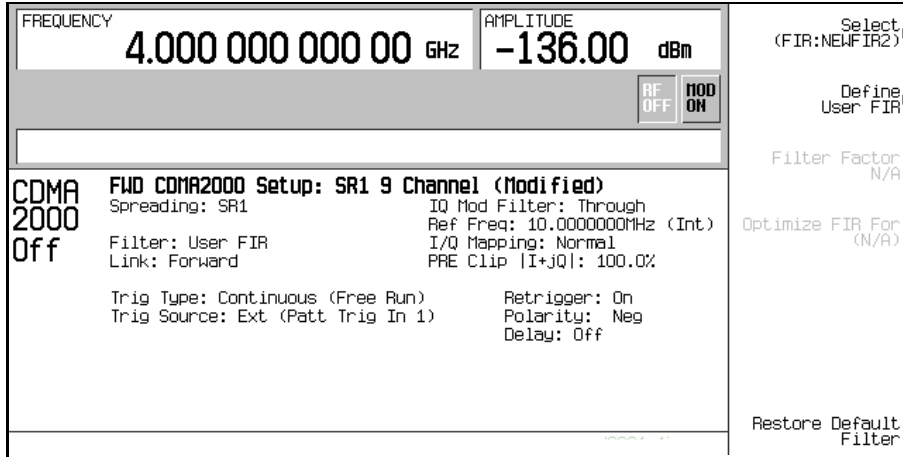 FREQUENCY
4.000 000 000 00 GHz
AMPLITUDE
-136.00 dBm
RF OFF
MOD ON
CDMA 2000 Off
FWD CDMA2000 Setup: SR1 9 Channel (Modified)
Spreading: SR1
IQ Mod Filter: Through
Ref Freq: 10.0000000MHz (Int)
Filter: User FIR
I/Q Mapping: Normal
Link: Forward
PRE Clip |I+jQ|: 100.0%
Trig Type: Continuous (Free Run)
Retrigger: On
Trig Source: Ext (Patt Trig In 1)
Polarity: Neg
Delay: Off
Select
(FIR:NEWFIR2)
Define
User FIR
Filter Factor
N/A
Optimize FIR For
(N/A)
Restore Default
Filter